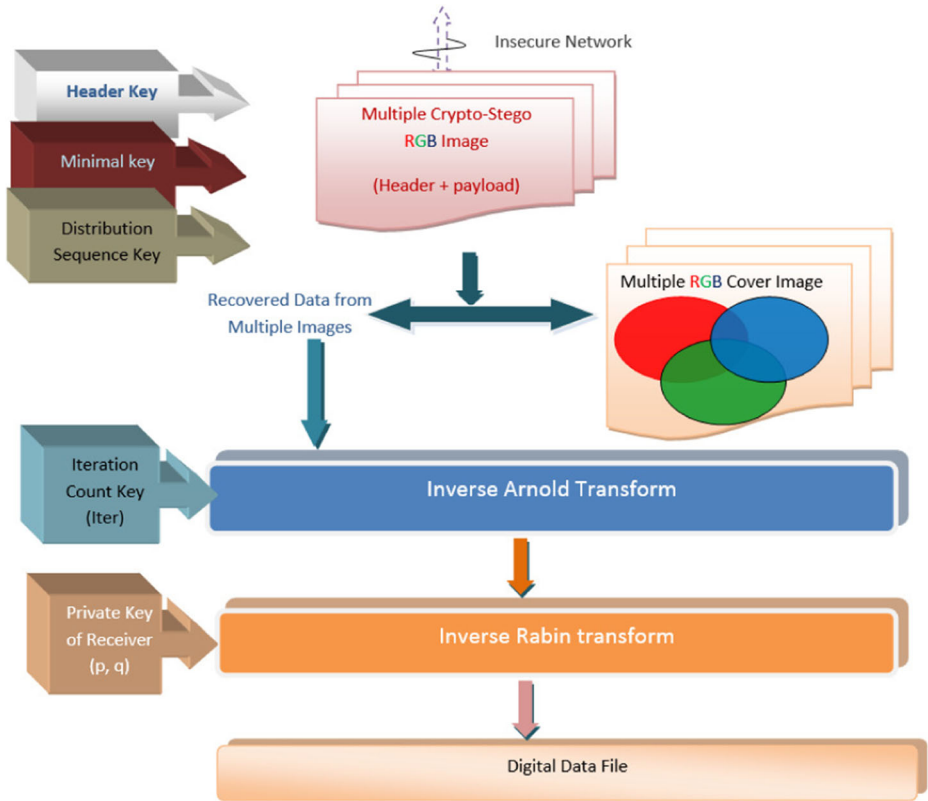 Insecure Network
Header Key
Multiple Crypto-Stego
RGB Image
(Header + payload)
Minimal key
Distribution
Sequence Key
Recovered Data from
Multiple Images
Multiple RGB Cover Image
Iteration
Count Key
(Iter)
Inverse Arnold Transform
Private Key
of Receiver
(p, q)
Inverse Rabin transform
Digital Data File